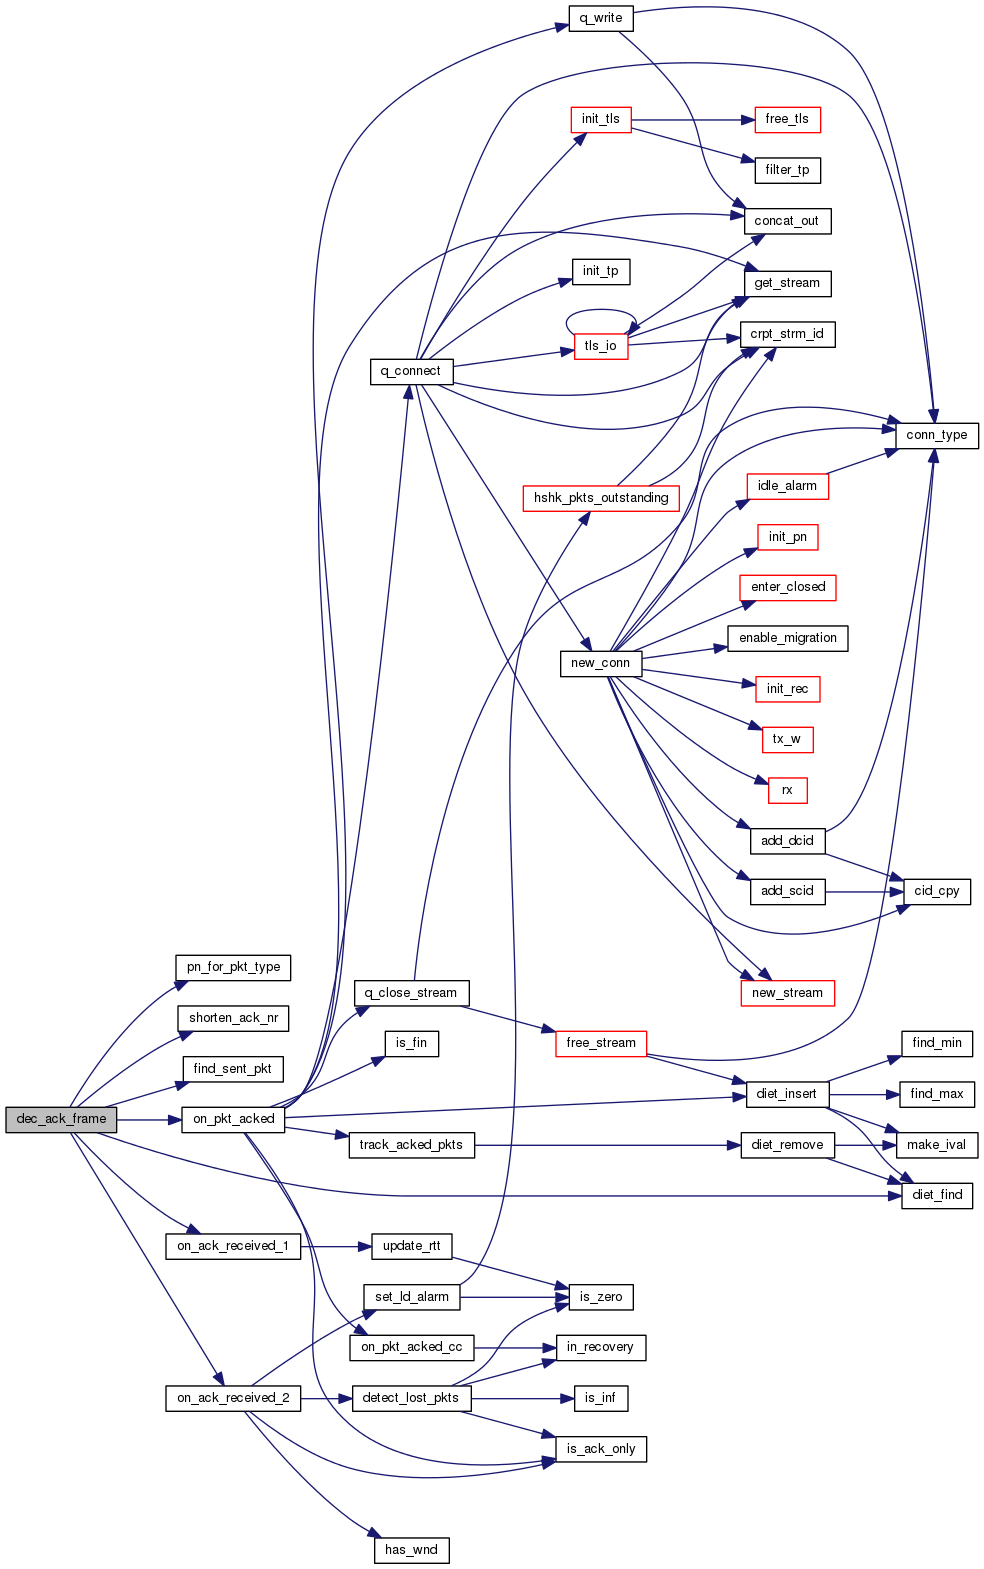 q_write
init_tls
free_tls
filter_tp
concat_out
init_tp
get_stream
crpt_strm_id
tls_io
q_connect
conn_type
idle_alarm
hshk_pkts_outstanding
init_pn
enter_closed
enable_migration
new_conn
init_rec
tx_w
rx
add_dcid
add_scid
cid_cpy
pn_for_pkt_type
q_close_stream
new_stream
shorten_ack_nr
is_fin
free_stream
find_min
find_sent_pkt
diet_insert
find_max
dec_ack_frame
on_pkt_acked
track_acked_pkts
diet_remove
make_ival
diet_find
on_ack_received_1
update_rtt
set_ld_alarm
is_zero
on_pkt_acked_cc
in_recovery
on_ack_received_2
detect_lost_pkts
is_inf
is_ack_only
has_wnd